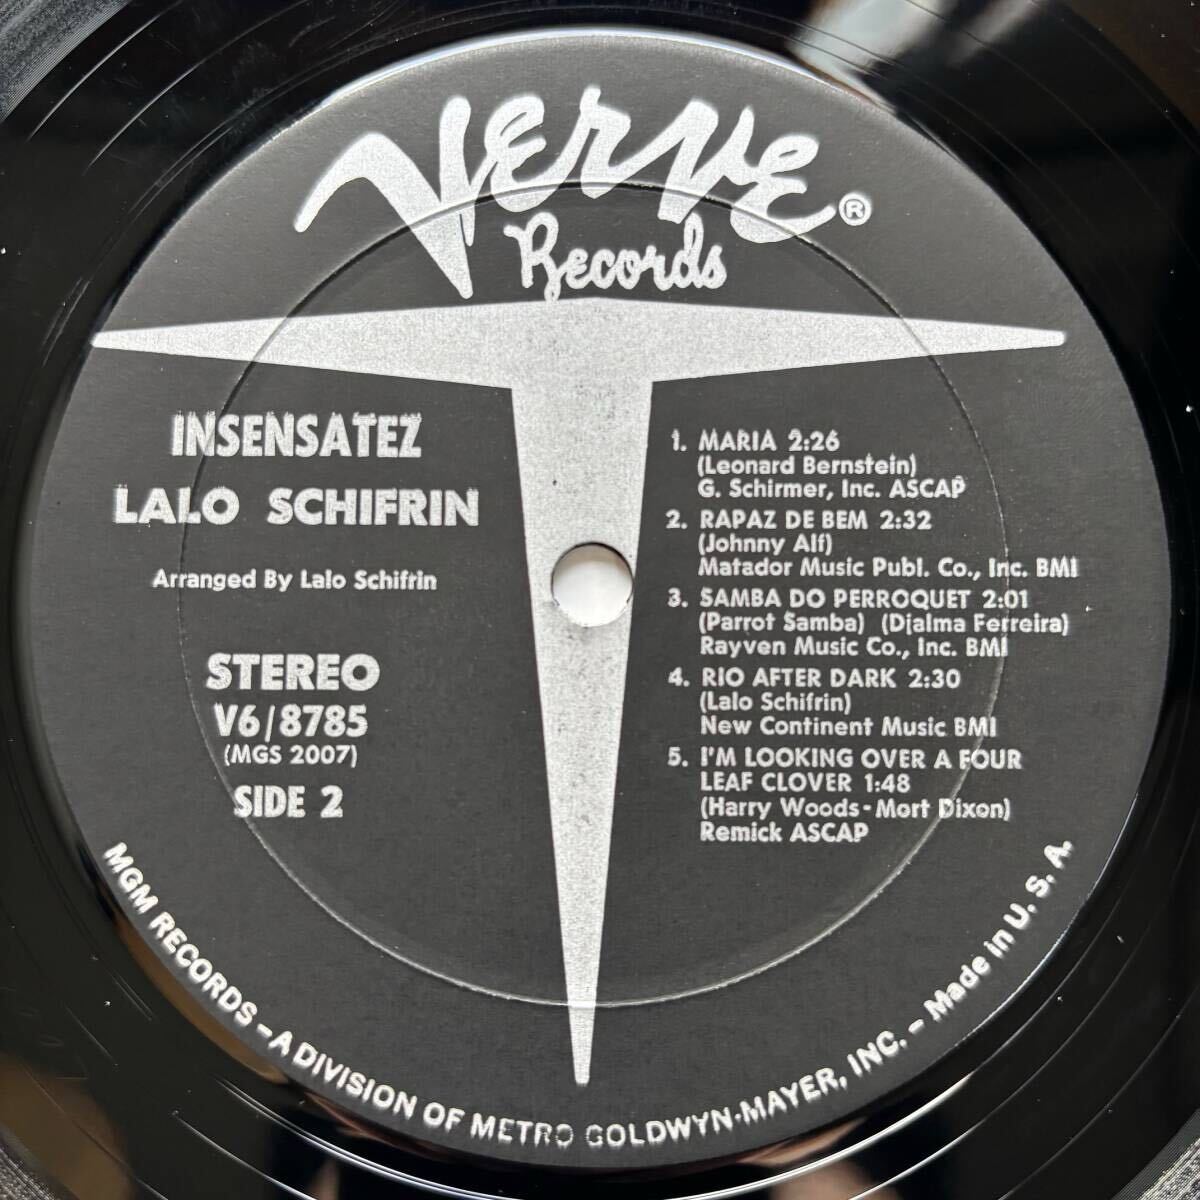 Verve®
Records
INSENSATEZ
LALO SCHIFRIN
Arranged By Lalo Schifrin
STEREO
V6/8785
(MGS 2007)
SIDE 2
1. MARIA 2:26
(Leonard Bernstein)
G. Schirmer, Inc. ASCAP
2. RAPAZ DE BEM 2:32
(Johnny Alf)
Matador Music Publ. Co., Inc. BMI
3. SAMBA DO PERROQUET 2:01
(Parrot Samba) (Djalma Ferreira)
Rayven Music Co., Inc. BMI
4. RIO AFTER DARK 2:30
(Lalo Schifrin)
New Continent Music BMI
5. I'M LOOKING OVER A FOUR
LEAF CLOVER 1:48
(Harry Woods-Mort Dixon)
Remick ASCAP
MGM RECORDS - A DIVISION OF METRO GOLDWYN-MAYER, INC. - Made in U. S. A.